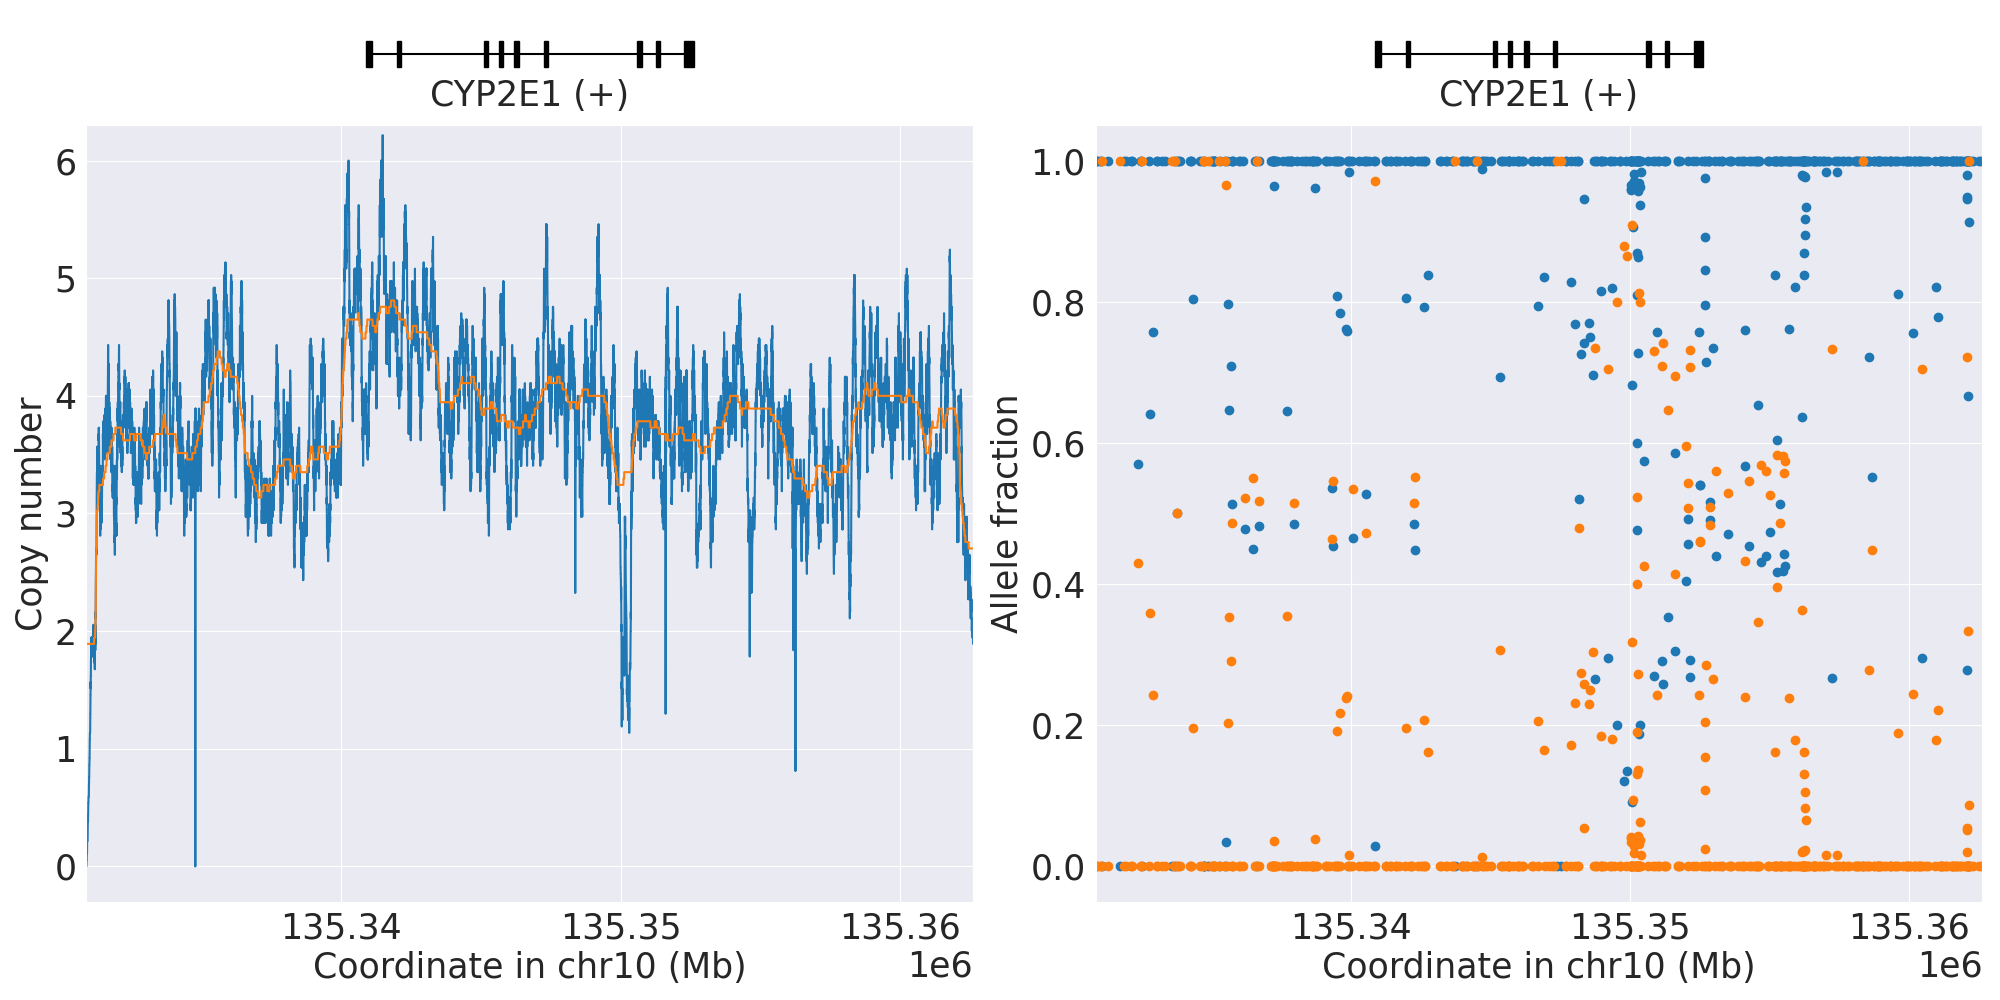 CYP2E1 (+)
CYP2E1 (+)
Copy number
6
5
4
3
2
1
0
135.34
135.35
135.36
Coordinate in chr10 (Mb)
1e6
Allele fraction
1.0
0.8
0.6
0.4
0.2
0.0
135.34
135.35
135.36
Coordinate in chr10 (Mb)
1e6